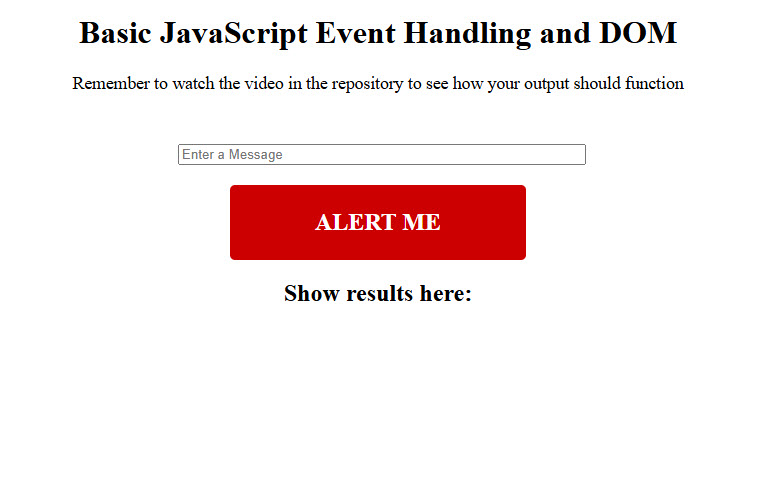 Basic JavaScript Event Handling and DOM
Remember to watch the video in the repository to see how your output should function
Enter a Message
ALERT ME
Show results here: